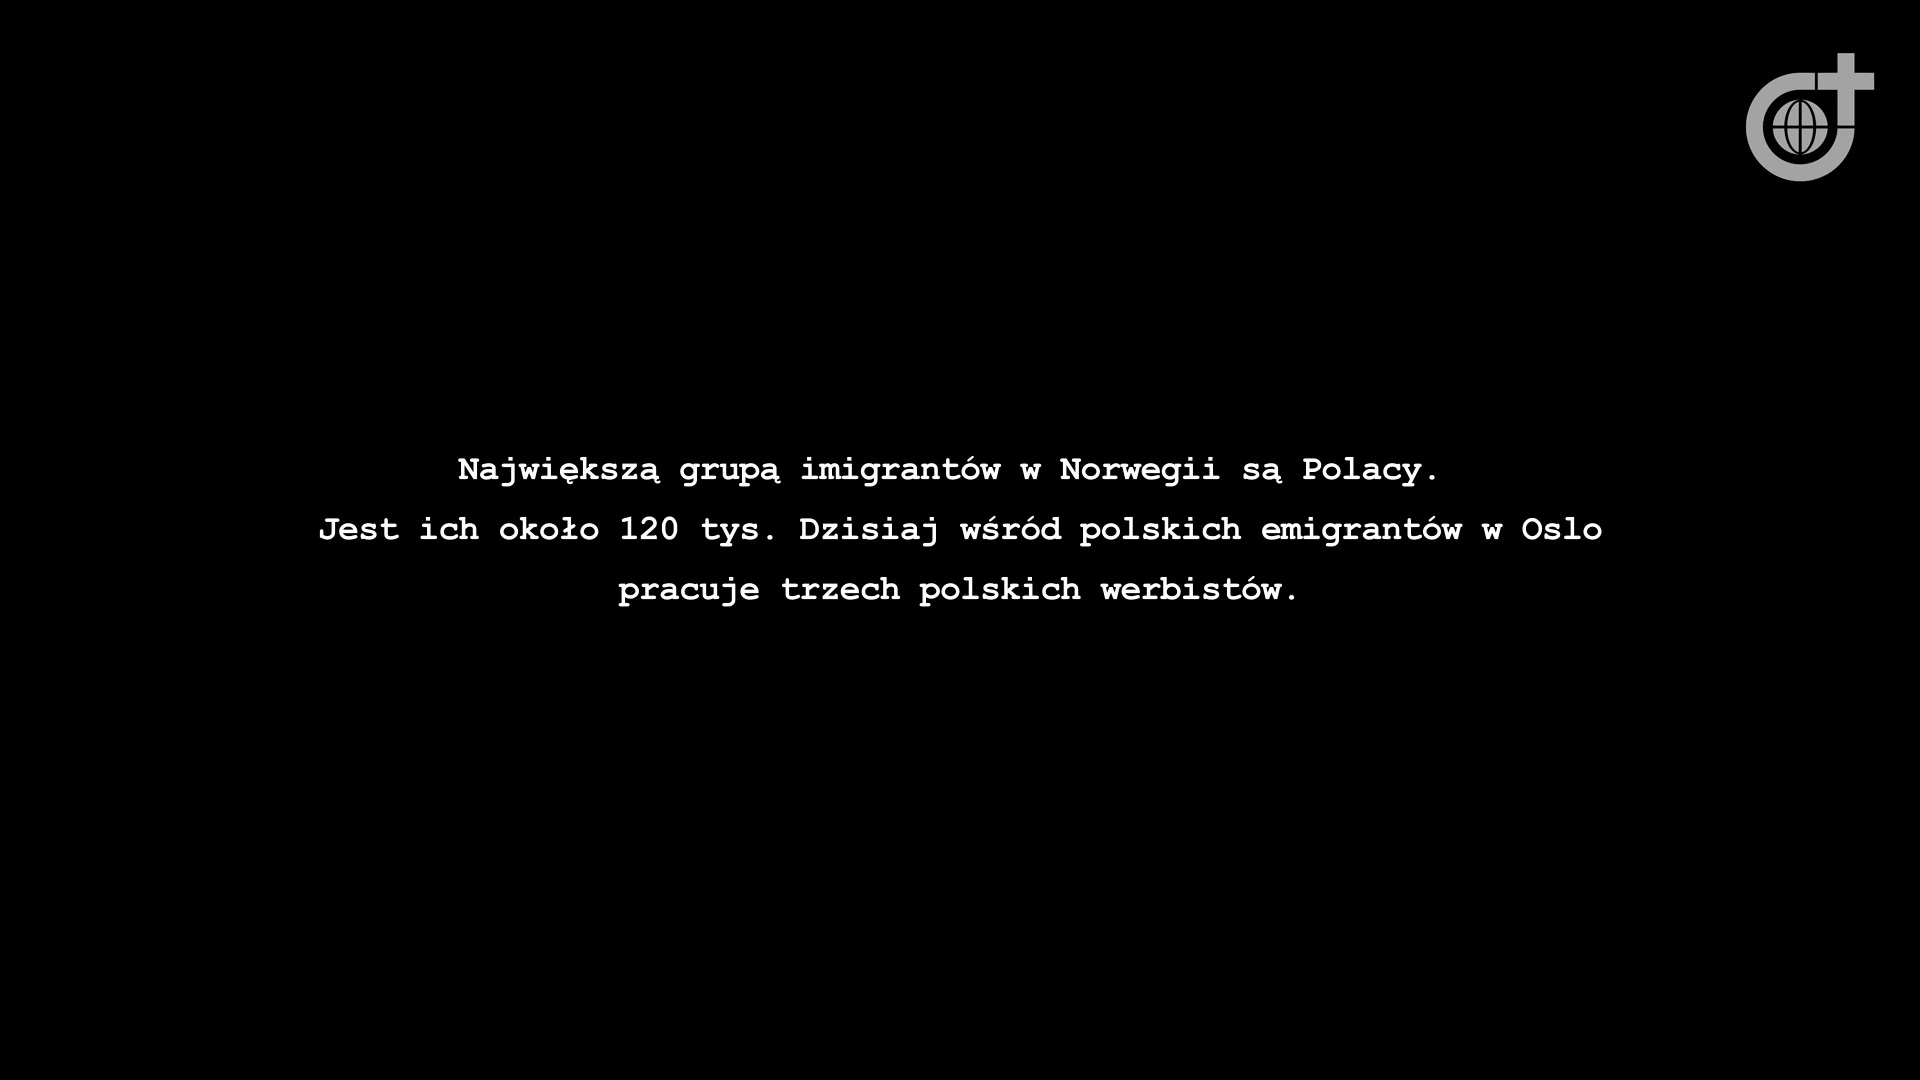 Największą grupą imigrantów w Norwegii są Polacy.
Jest ich około 120 tys. Dzisiaj wśród polskich emigrantów w Oslo
pracuje trzech polskich werbistów.